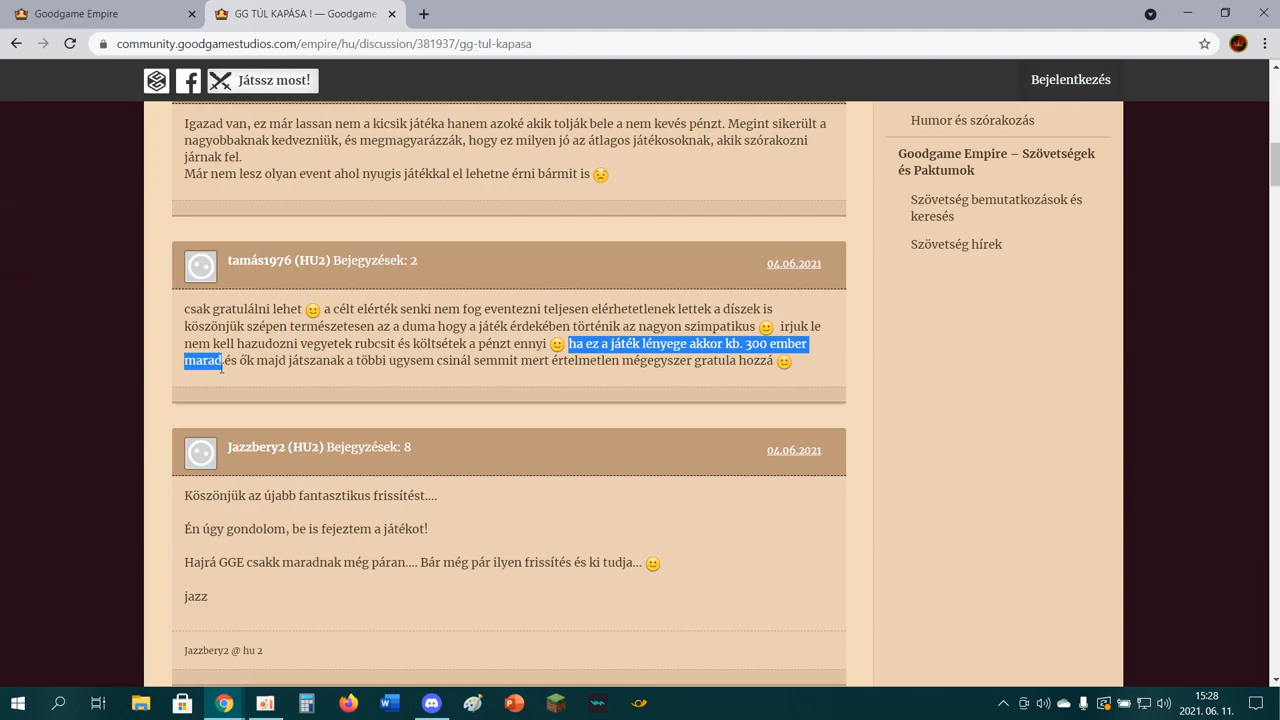 Goodgame Empire
GG TÚL KAPÁSA ! — Goodgame
community.goodgamestudios.com/empire/hu/discussion/381937/gg-tul-kapasa
Játssz most!
Bejelentkezés
Igazad van, ez már lassan nem a kicsik játéka hanem azoké akik tolják bele a nem kevés pénzt. Megint sikerült a
nagyobbaknak kedvezniük, és megmagyarázzák, hogy ez milyen jó az átlagos játékosoknak, akik szórakozni
járnak fel.
Már nem lesz olyan event ahol nyugis játékkal el lehetne érni bármit is
Humor és szórakozás
Goodgame Empire – Szövetségek
és Paktumok
Szövetség bemutatkozások és
keresés
Szövetség hírek
tamás1976 (HU2) Bejegyzések: 2
04.06.2021
csak gratulálni lehet a célt elérték senki nem fog eventezni teljesen elérhetetlenek lettek a díszek is
köszönjük szépen természetesen az a duma hogy a játék érdekében történik az nagyon szimpatikus irjuk le
nem kell hazudozni vegyetek rubcsit és költsétek a pénzt ennyi ha ez a játék lényege akkor kb. 300 ember
marad és ők majd játszanak a többi ugysem csinál semmit mert értelmetlen mégegyszer gratula hozzá
Jazzbery2 (HU2) Bejegyzések: 8
04.06.2021
Köszönjük az újabb fantasztikus frissítést....
Én úgy gondolom, be is fejeztem a játékot!
Hajrá GGE csakk maradnak még páran.... Bár még pár ilyen frissítés és ki tudja...
jazz
Jazzbery2 @ hu 2
15:28
2021. 06. 11.